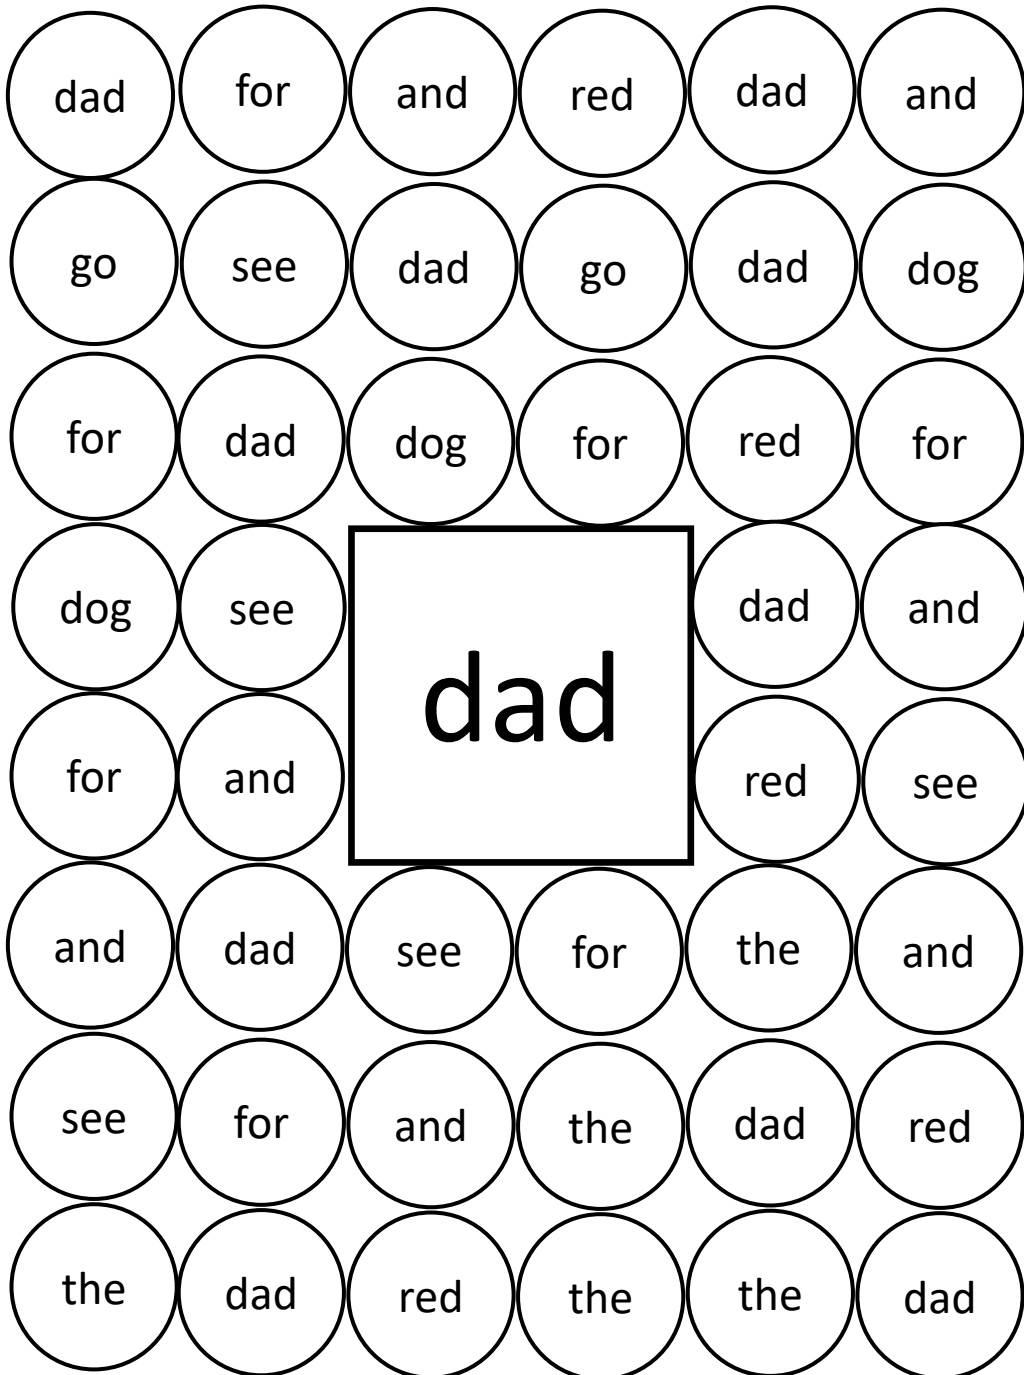 dad for and red dad and
go see dad go dad dog
for dad dog for red for
dog see dad and
dad
for and red see
and dad see for the and
see for and the dad red
the dad red the the dad